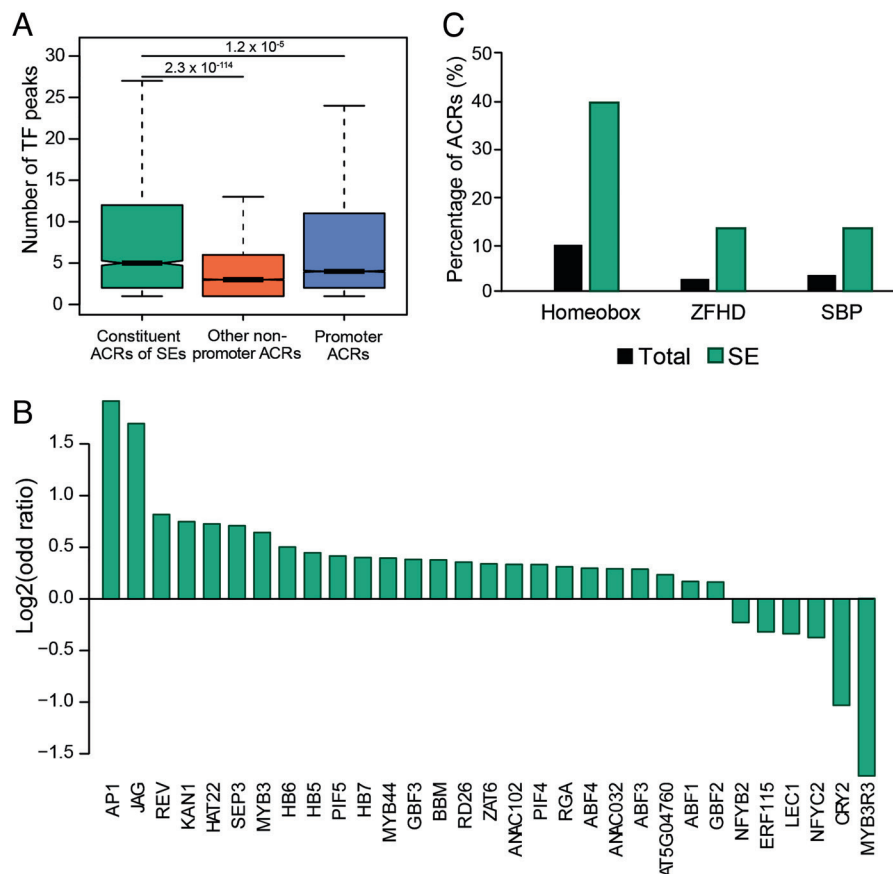 A
Number of TF peaks
30
25
20
15
10
5
0
1.2 x 10-5
2.3 x 10-114
Constituent
ACRs of SEs
Other non-
promoter ACRs
Promoter
ACRs
C
Percentage of ACRs (%)
50
40
30
20
10
0
Homeobox
ZFHD
SBP
Total
SE
B
Log2(odd ratio)
1.5
1.0
0.5
0.0
−0.5
−1.0
−1.5
AP1
JAG
REV
KAN1
HAT22
SEP3
MYB3
HB6
HB5
PIF5
HB7
MYB44
GBF3
BBM
RD26
ZAT6
ANAC102
PIF4
RGA
ABF4
ANAC032
ABF3
AT5G04760
ABF1
GBF2
NFYB2
ERF115
LEC1
NFYC2
CRY2
MYB3R3